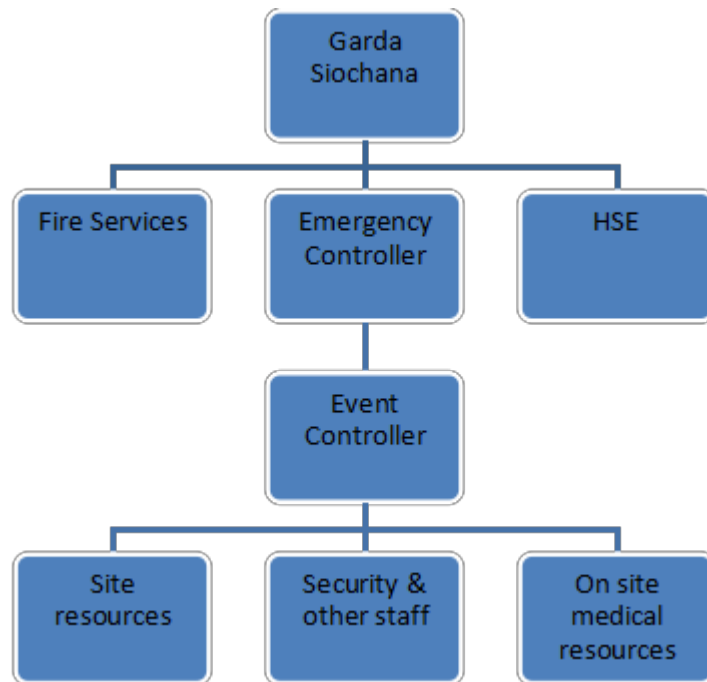 Garda
Siochana
Fire Services
Emergency
Controller
HSE
Event
Controller
Site
resources
Security &
other staff
On site
medical
resources